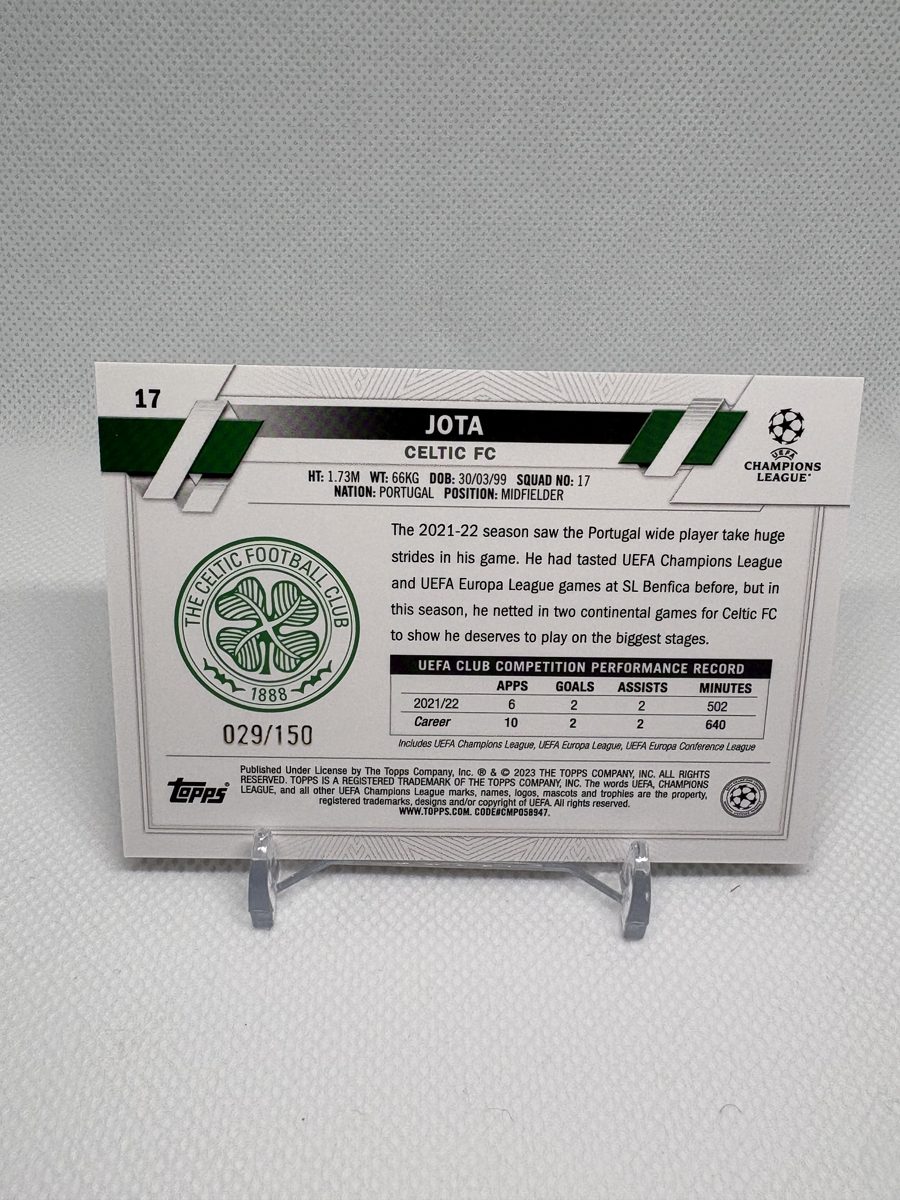 17
JOTA
CELTIC FC
HT: 1.73M WT: 66KG DOB: 30/03/99 SQUAD NO: 17
NATION: PORTUGAL POSITION: MIDFIELDER
UEFA
CHAMPIONS
LEAGUE
THE CELTIC FOOTBALL CLUB
1888
029/150
The 2021-22 season saw the Portugal wide player take huge
strides in his game. He had tasted UEFA Champions League
and UEFA Europa League games at SL Benfica before, but in
this season, he netted in two continental games for Celtic FC
to show he deserves to play on the biggest stages.
UEFA CLUB COMPETITION PERFORMANCE RECORD
APPS GOALS ASSISTS MINUTES
2021/22 6 2 2 502
Career 10 2 2 640
Includes UEFA Champions League, UEFA Europa League, UEFA Europa Conference League
topps
Published Under License by The Topps Company, Inc. ® & © 2023 THE TOPPS COMPANY, INC. ALL RIGHTS
RESERVED. TOPPS IS A REGISTERED TRADEMARK OF THE TOPPS COMPANY, INC. The words UEFA, CHAMPIONS
LEAGUE, and all other UEFA Champions League marks, names, logos, mascots and trophies are the property,
registered trademarks, designs and/or copyright of UEFA. All rights reserved.
WWW.TOPPS.COM. CODE#CMP058947.